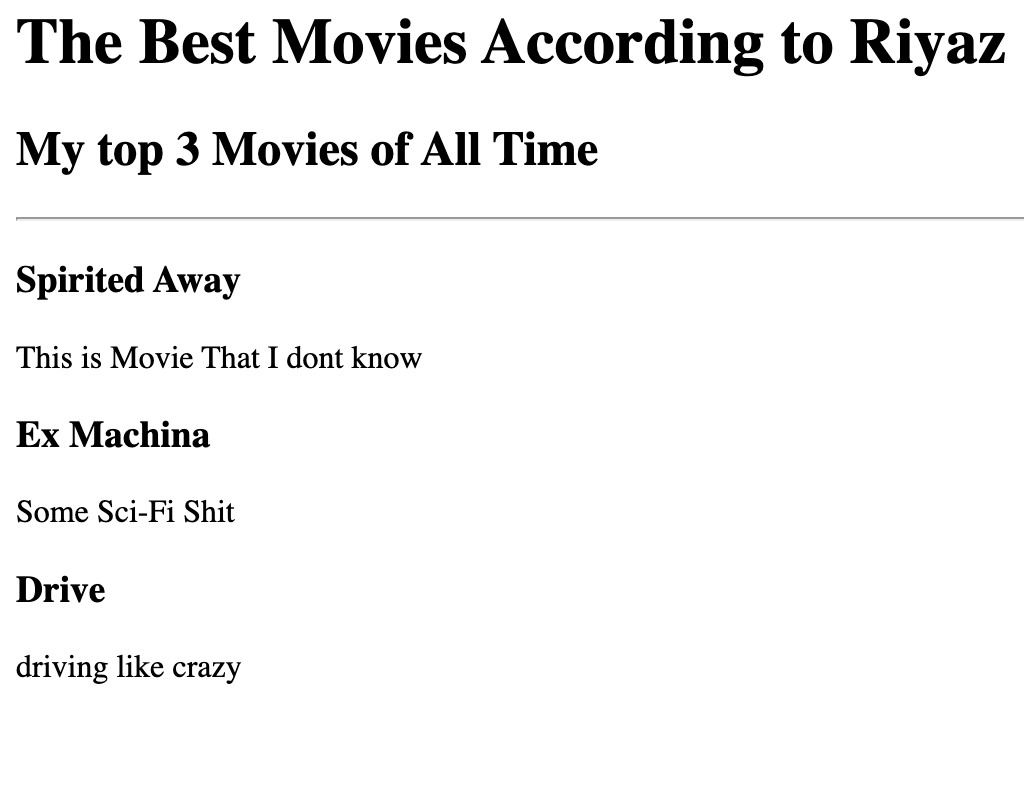 The Best Movies According to Riyaz
My top 3 Movies of All Time
Spirited Away
This is Movie That I dont know
Ex Machina
Some Sci-Fi Shit
Drive
driving like crazy